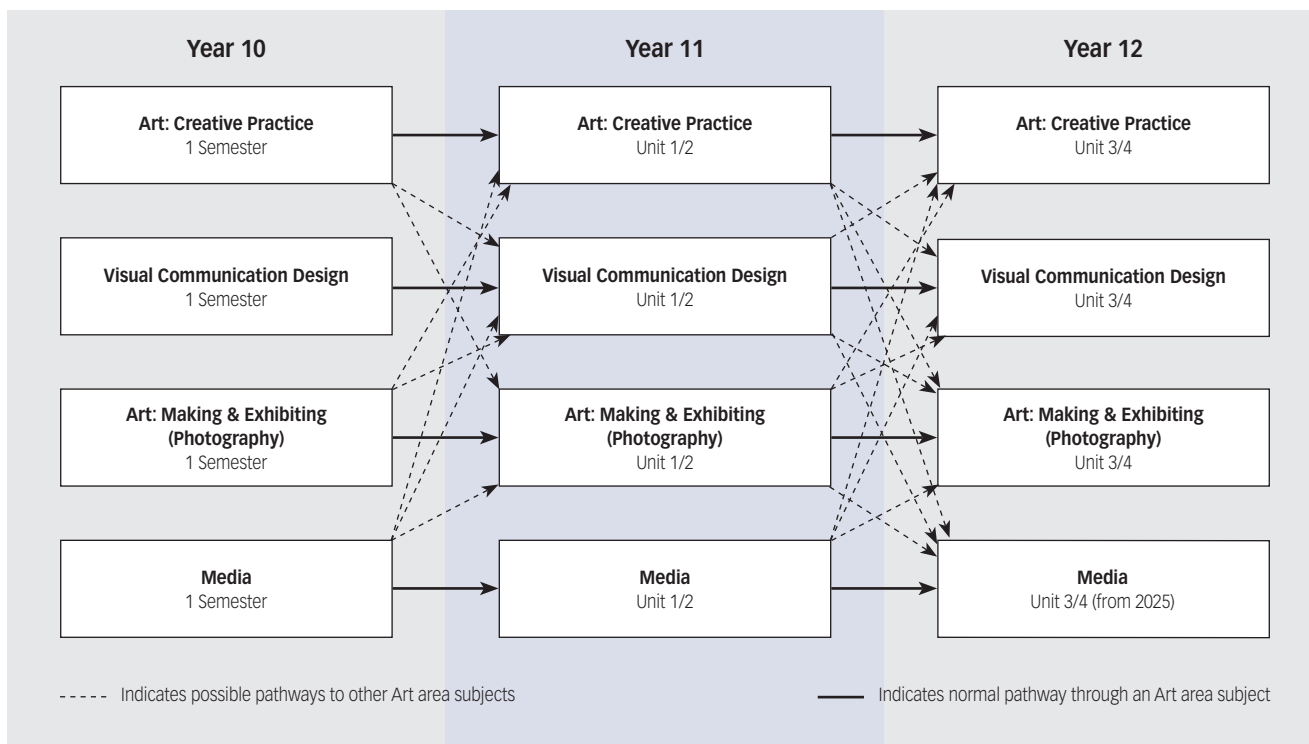 Year 10
Year 11
Year 12
Art: Creative Practice
1 Semester
Art: Creative Practice
Unit 1/2
Art: Creative Practice
Unit 3/4
Visual Communication Design
1 Semester
Visual Communication Design
Unit 1/2
Visual Communication Design
Unit 3/4
Art: Making & Exhibiting
(Photography)
1 Semester
Art: Making & Exhibiting
(Photography)
Unit 1/2
Art: Making & Exhibiting
(Photography)
Unit 3/4
Media
1 Semester
Media
Unit 1/2
Media
Unit 3/4 (from 2025)
Indicates possible pathways to other Art area subjects
Indicates normal pathway through an Art area subject